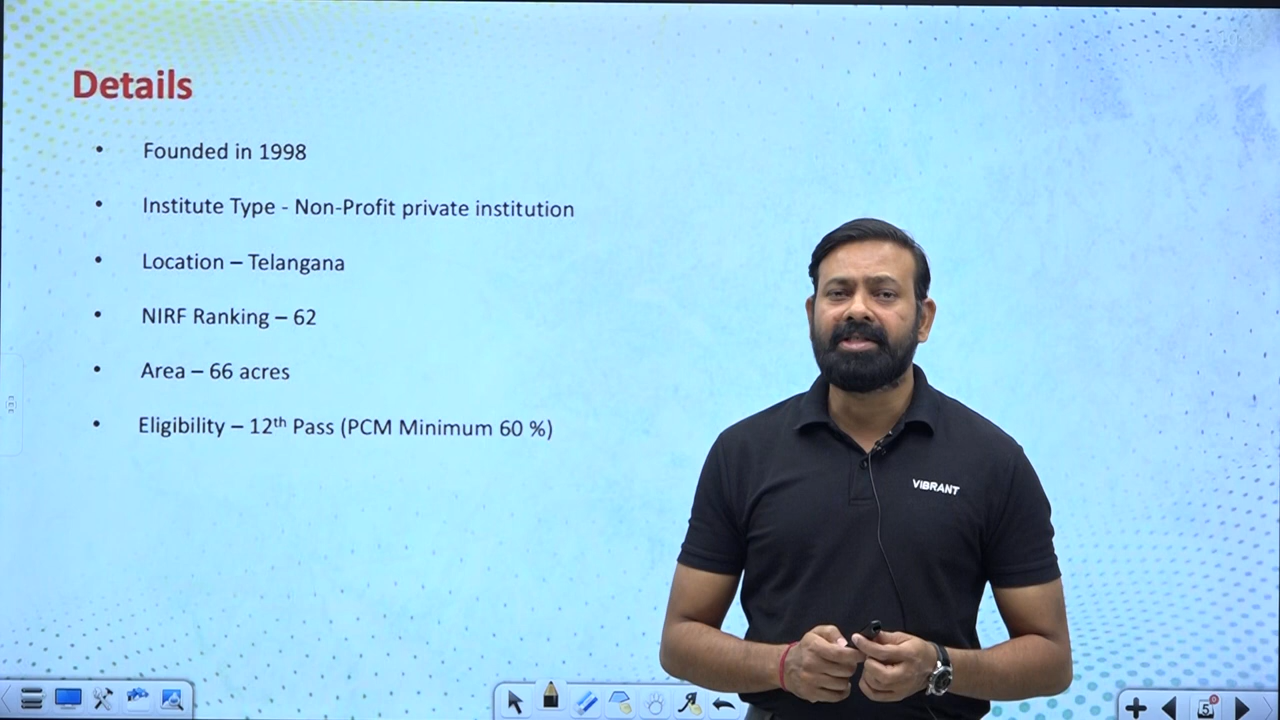 Details
• Founded in 1998
• Institute Type - Non-Profit private institution
• Location – Telangana
• NIRF Ranking – 62
• Area – 66 acres
• Eligibility – 12th Pass (PCM Minimum 60 %)
VIBRANT
5